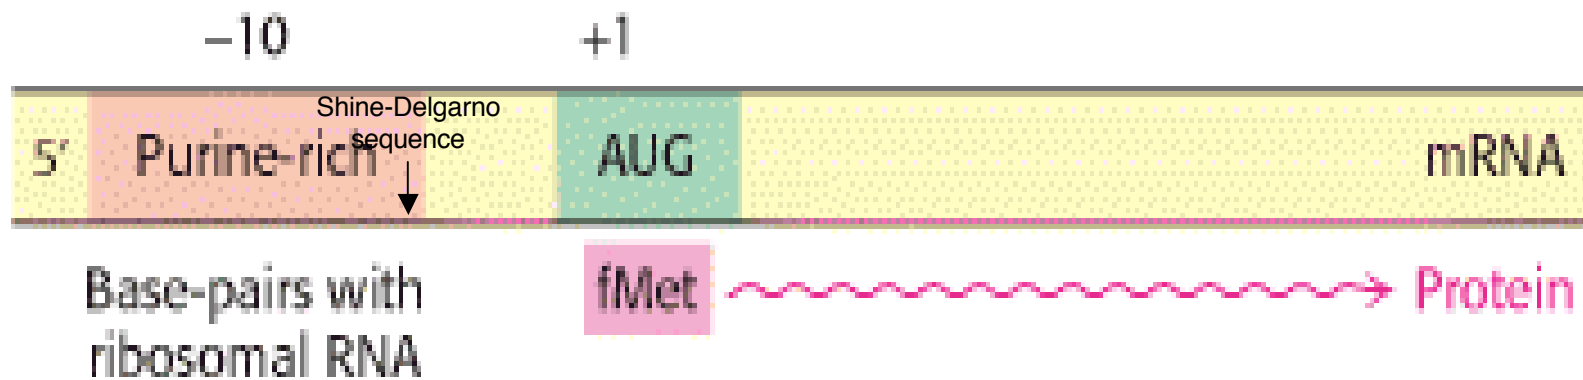 –10
+1
Shine-Delgarno
sequence
5′
Purine-rich
AUG
mRNA
Base-pairs with
ribosomal RNA
fMet
Protein